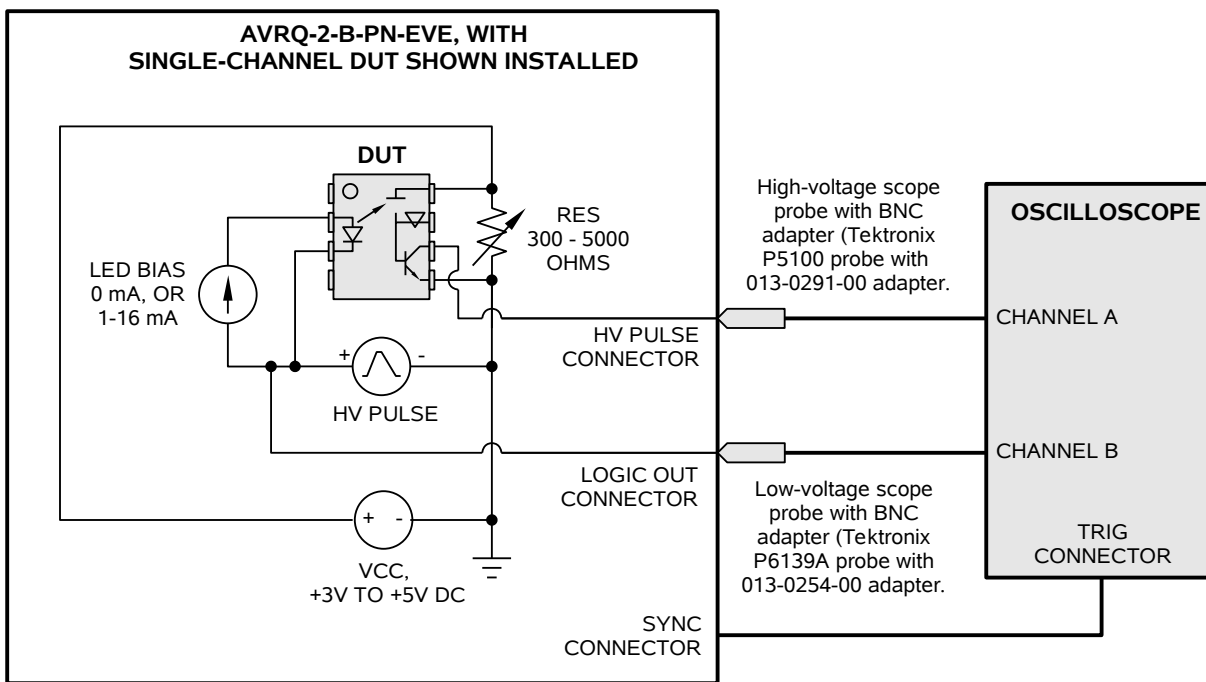 AVRQ-2-B-PN-EVE, WITH
SINGLE-CHANNEL DUT SHOWN INSTALLED
DUT
RES
300 - 5000
OHMS
LED BIAS
0 mA, OR
1-16 mA
+
-
HV PULSE
HV PULSE
CONNECTOR
LOGIC OUT
CONNECTOR
+ -
VCC,
+3V TO +5V DC
SYNC
CONNECTOR
High-voltage scope
probe with BNC
adapter (Tektronix
P5100 probe with
013-0291-00 adapter.
Low-voltage scope
probe with BNC
adapter (Tektronix
P6139A probe with
013-0254-00 adapter.
OSCILLOSCOPE
CHANNEL A
CHANNEL B
TRIG
CONNECTOR